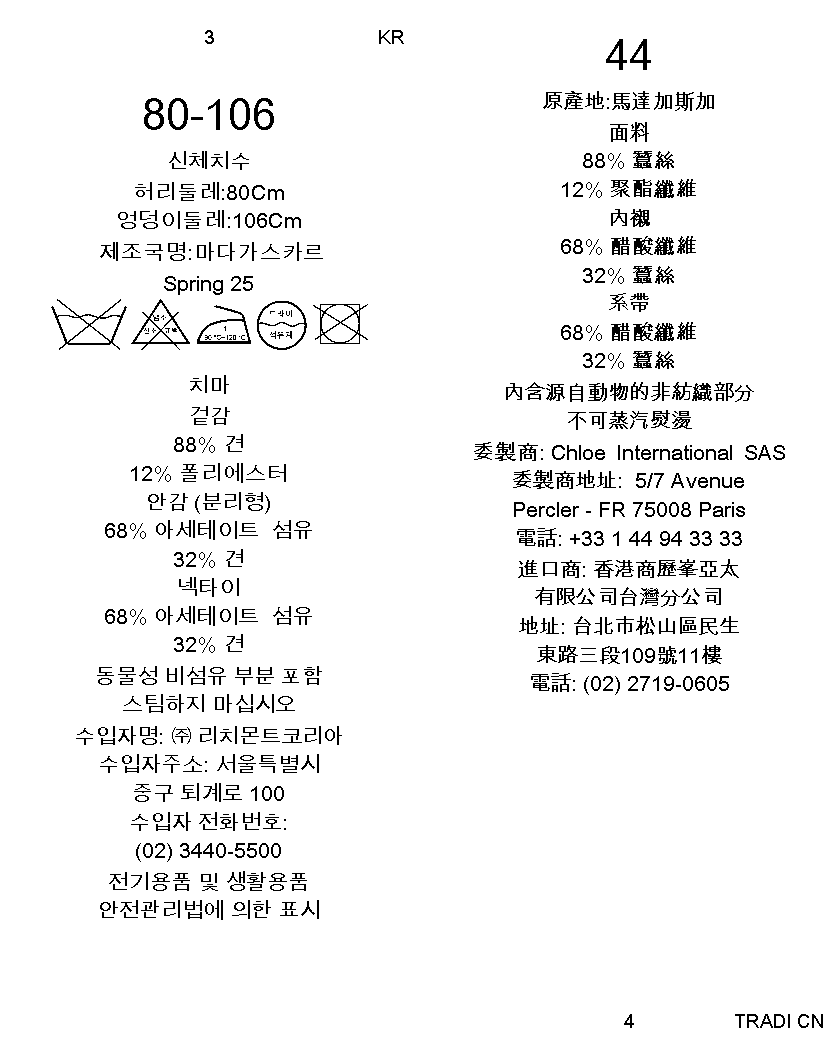 3
KR
80-106
신체치수
허리둘레:80Cm
엉덩이둘레:106Cm
제조국명:마다가스카르
Spring 25
염소
산소 표백
1
80 °C~120 °C
드라이
석유계
치마
겉감
88% 견
12% 폴리에스터
안감 (분리형)
68% 아세테이트 섬유
32% 견
넥타이
68% 아세테이트 섬유
32% 견
동물성 비섬유 부분 포함
스팀하지 마십시오
수입자명: ㈜ 리치몬트코리아
수입자주소: 서울특별시
중구 퇴계로 100
수입자 전화번호:
(02) 3440-5500
전기용품 및 생활용품
안전관리법에 의한 표시
44
原產地:馬達加斯加
面料
88% 蠶絲
12% 聚酯纖維
內襯
68% 醋酸纖維
32% 蠶絲
系帶
68% 醋酸纖維
32% 蠶絲
內含源自動物的非紡織部分
不可蒸汽熨燙
委製商: Chloe International SAS
委製商地址: 5/7 Avenue
Percler - FR 75008 Paris
電話: +33 1 44 94 33 33
進口商: 香港商歷峯亞太
有限公司台灣分公司
地址: 台北市松山區民生
東路三段109號11樓
電話: (02) 2719-0605
4
TRADI CN